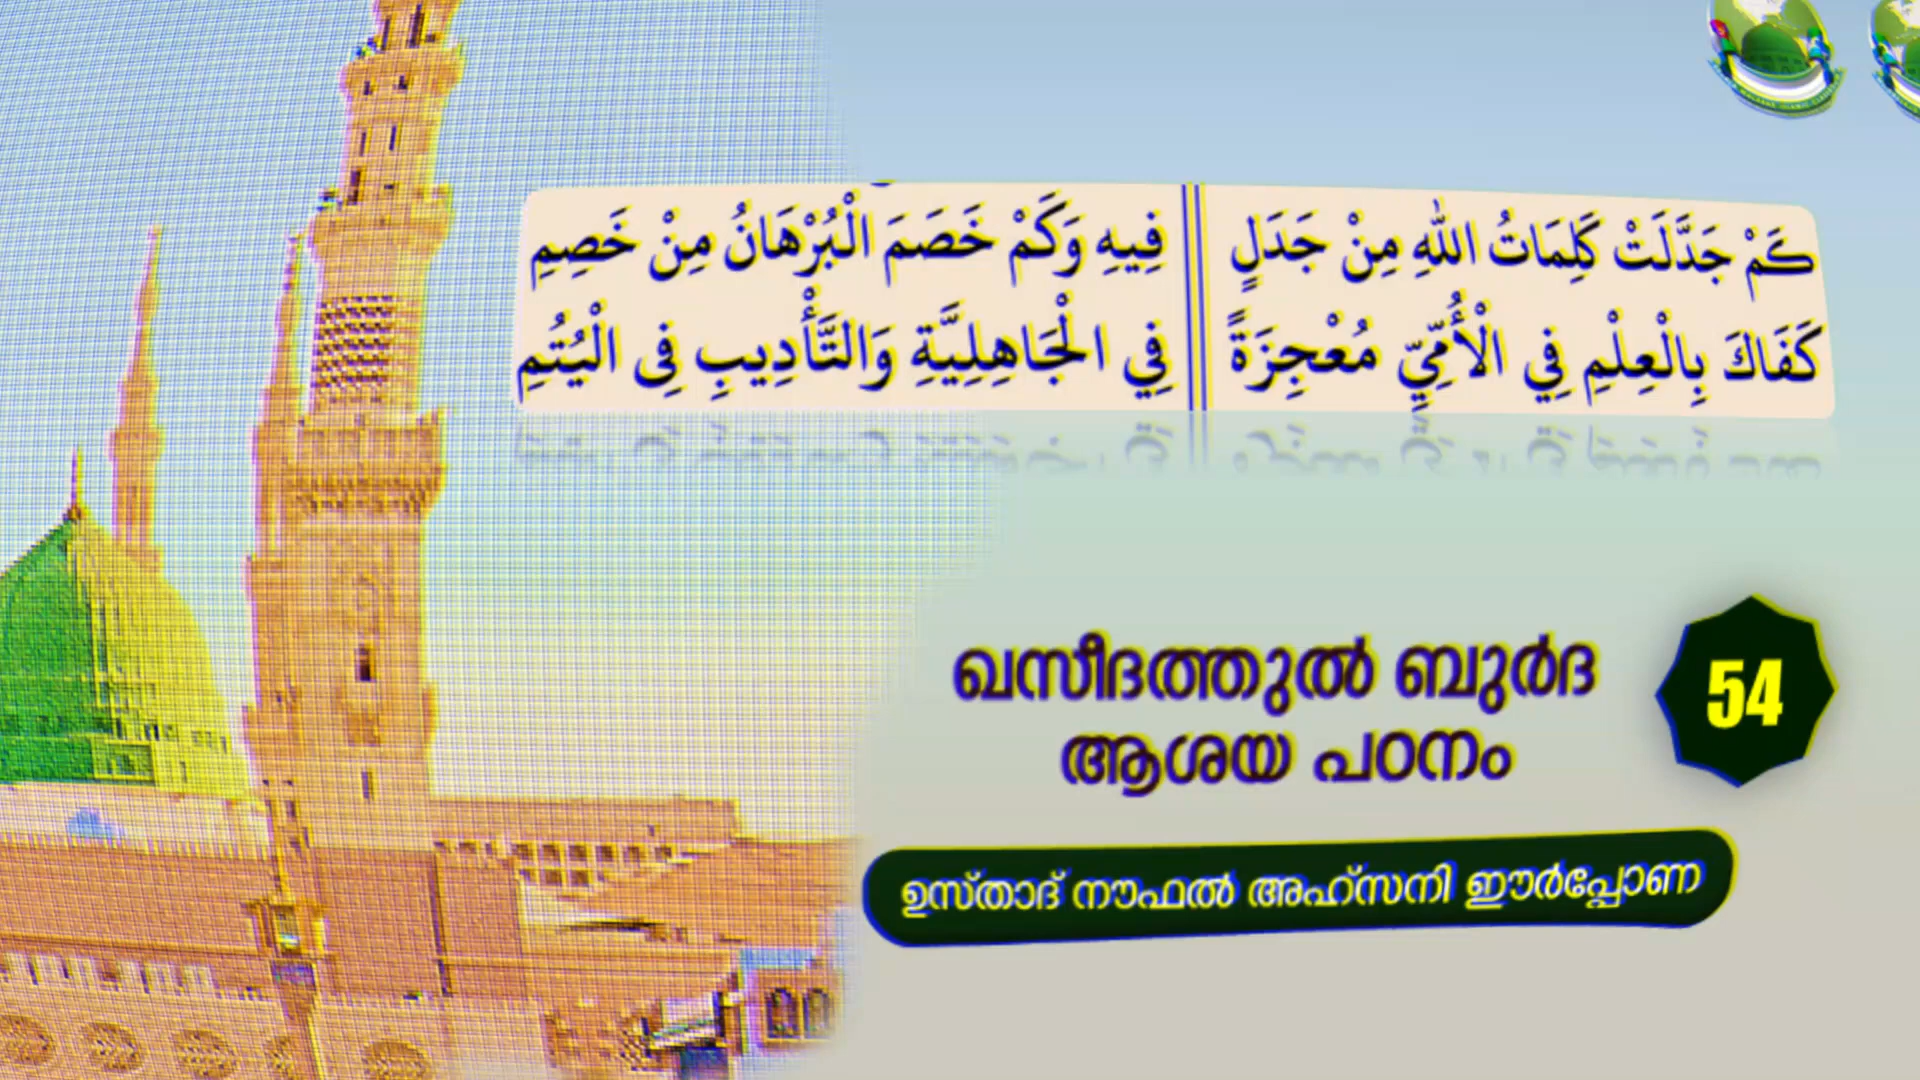 كَمْ جَدَّلَتْ كَلِمَاتُ اللهِ مِنْ جَدَلٍ فِيهِ وَكَمْ خَصَمَ الْبُرْهَانُ مِنْ خَصِمِ
كَفَاكَ بِالْعِلْمِ فِي الْأُمِّيِّ مُعْجِزَةً فِي الْجَاهِلِيَّةِ وَالتَّأْدِيبِ فِى الْيُتُمِ
ഖസീദത്തുൽ ബുർദ
ആശയ പഠനം
54
ഉസ്താദ് നൗഫൽ അഹ്സനി ഈർപ്പോണ